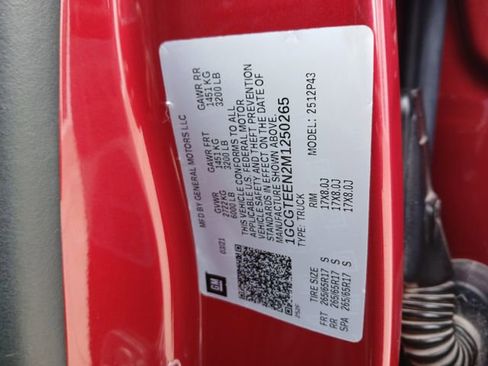 MFD BY GENERAL MOTORS LLC
03/21
GVWR
2722 KG
6000 LB
GAWR FRT
1451 KG
3200 LB
GAWR RR
1451 KG
3200 LB
THIS VEHICLE CONFORMS TO ALL
APPLICABLE U.S. FEDERAL MOTOR
VEHICLE SAFETY AND THEFT PREVENTION
STANDARDS IN EFFECT ON THE DATE OF
MANUFACTURE SHOWN ABOVE.
1GCGTEEN2M1250265
TYPE: TRUCK
MODEL: 2512P43
GM
TIRE SIZE RIM
FRT 265/65R17 S 17X8.0J
RR 265/65R17 S 17X8.0J
SPA 265/65R17 S 17X8.0J